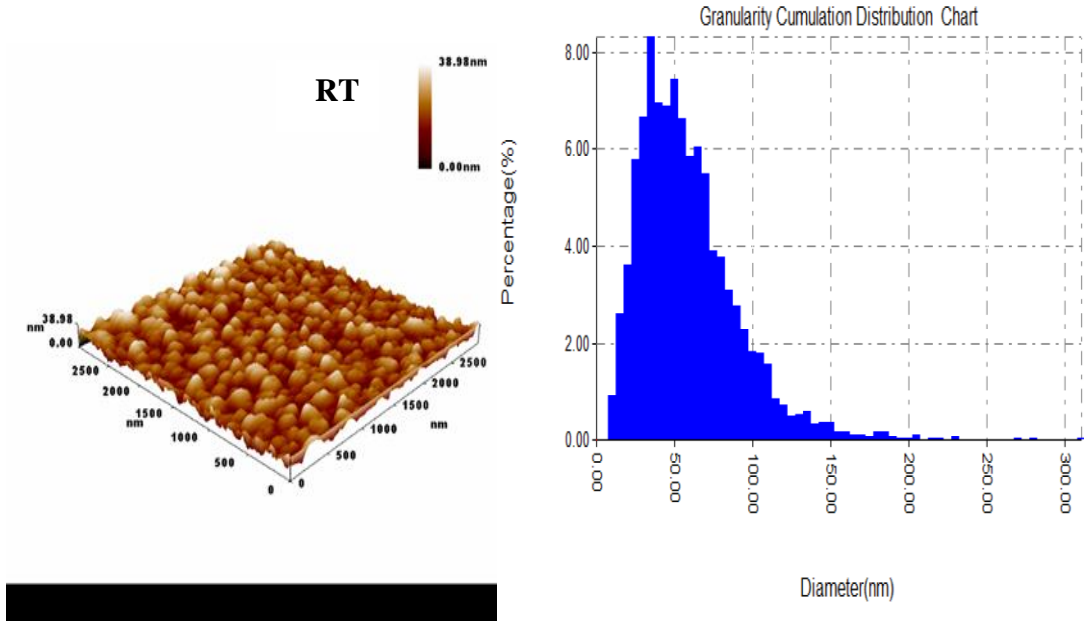 RT
38.98nm
0.00nm
38.98
nm
0.00
2500
2000
1500
nm
1000
500
0
0
500
1000
1500
nm
2000
2500
Granularity Cumulation Distribution Chart
Percentage(%)
8.00
6.00
4.00
2.00
0.00
0.00
50.00
100.00
150.00
200.00
250.00
300.00
Diameter(nm)